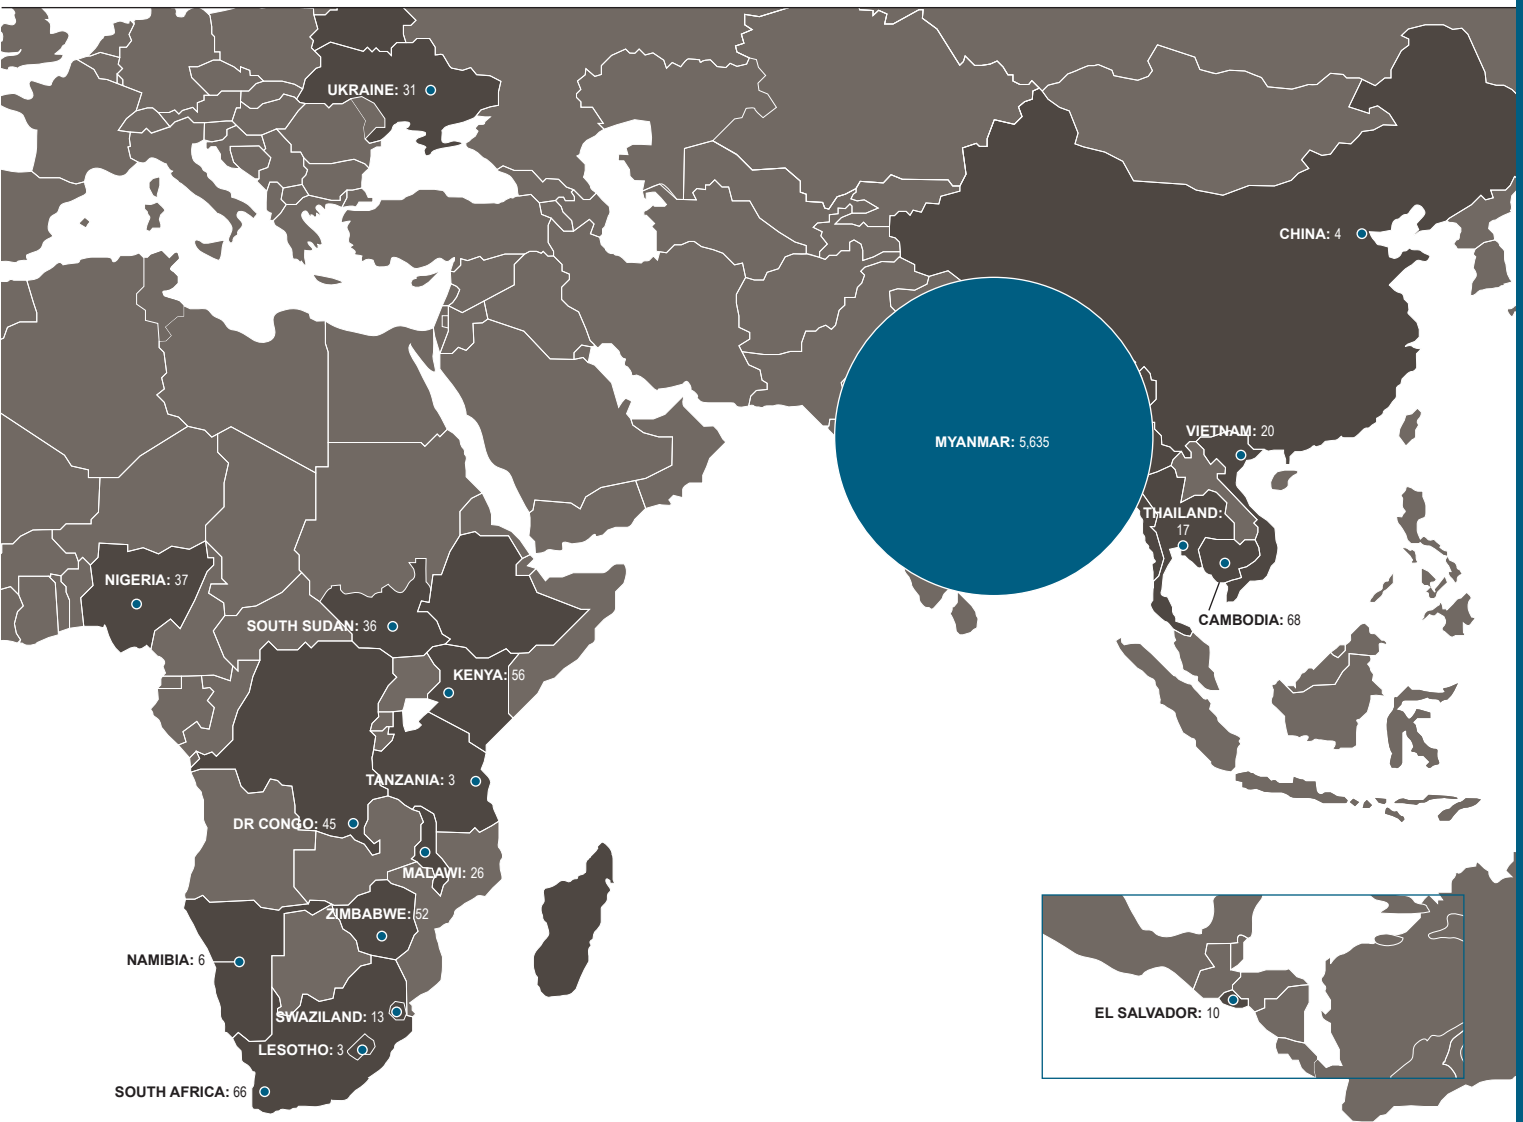 UKRAINE: 31
CHINA: 4
VIETNAM: 20
MYANMAR: 5,635
THAILAND:
17
NIGERIA: 37
SOUTH SUDAN: 36
CAMBODIA: 68
KENYA: 56
TANZANIA: 3
DR CONGO: 45
MALAWI: 26
ZIMBABWE: 52
NAMIBIA: 6
EL SALVADOR: 10
SWAZILAND: 13
LESOTHO: 3
SOUTH AFRICA: 66